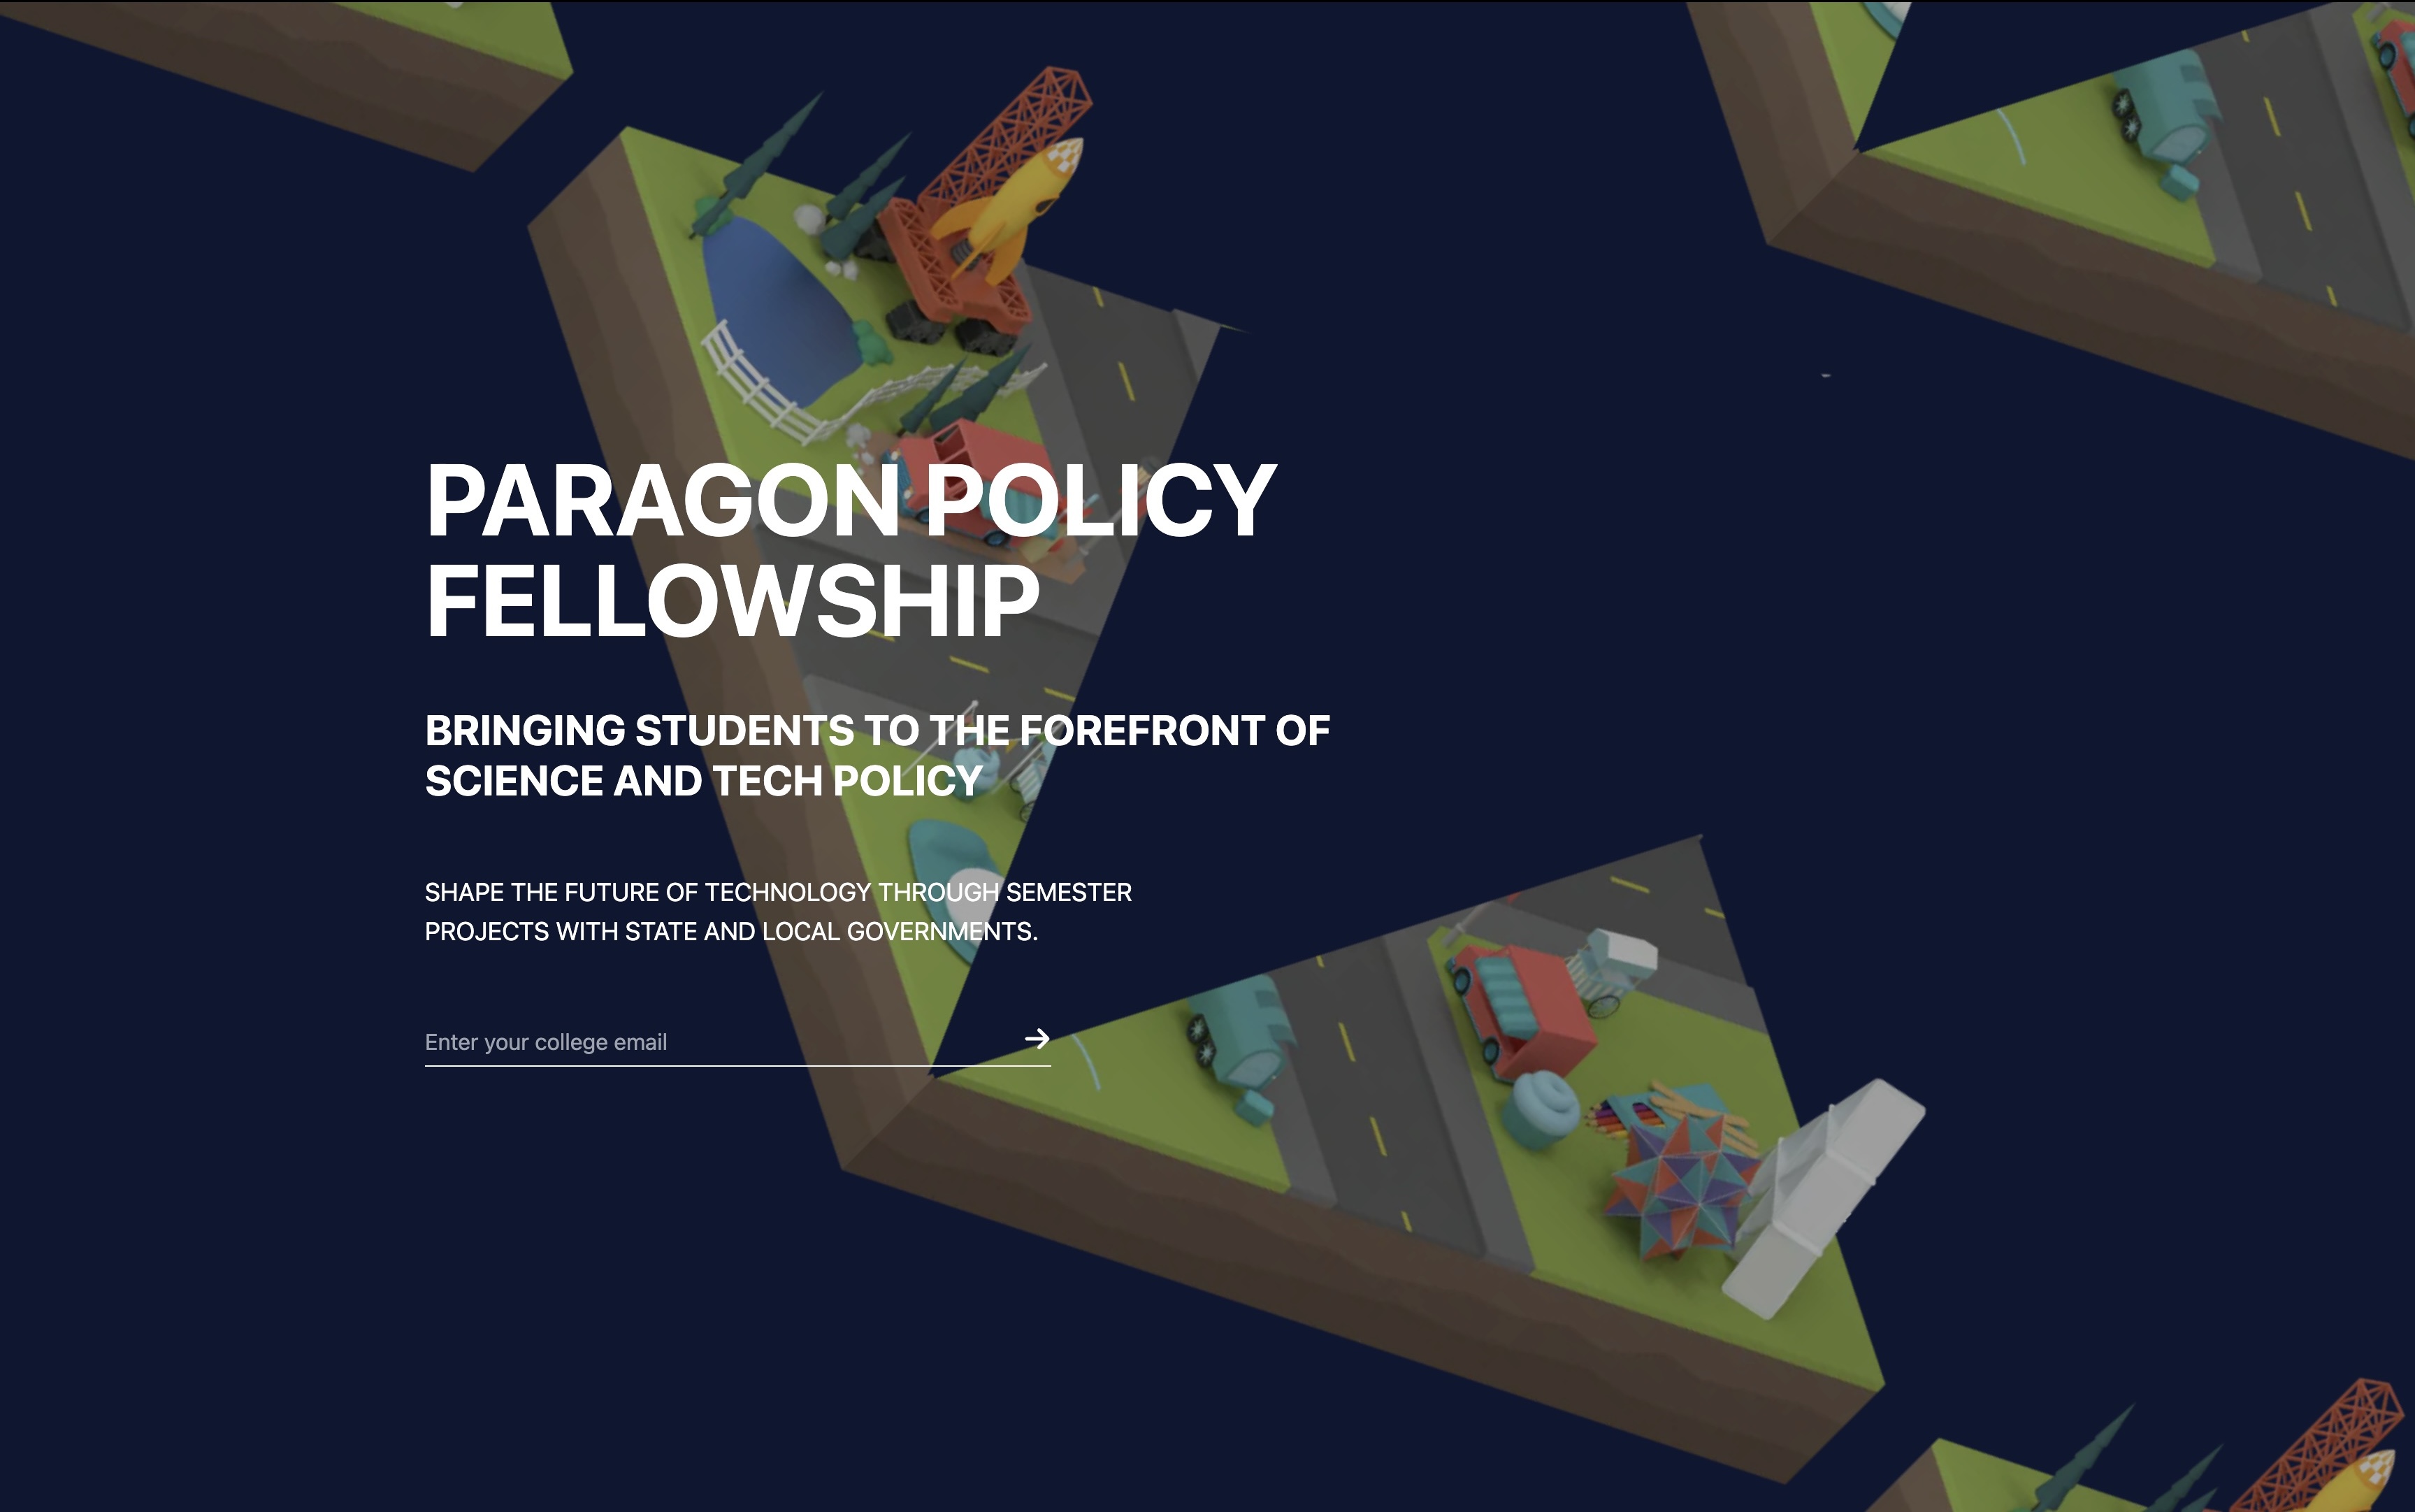 PARAGON POLICY
FELLOWSHIP
BRINGING STUDENTS TO THE FOREFRONT OF
SCIENCE AND TECH POLICY
SHAPE THE FUTURE OF TECHNOLOGY THROUGH SEMESTER
PROJECTS WITH STATE AND LOCAL GOVERNMENTS.
Enter your college email